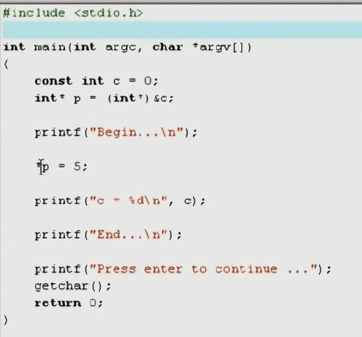 #include <stdio.h>
int main(int argc, char *argv[])
{
const int c = 0;
int* p = (int*)&c;
printf("Begin...\n");
*p = 5;
printf("c = %d\n", c);
printf("End...\n");
printf("Press enter to continue ...");
getchar();
return 0;
}